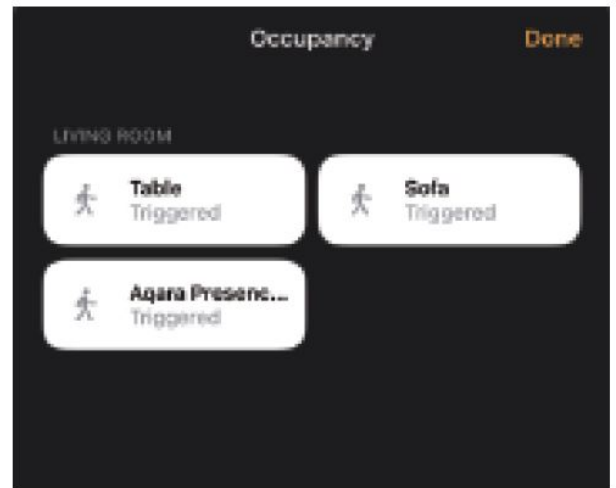 Occupancy Done
LIVING ROOM
Table Sofa
Triggered Triggered
Aqara Presenc...
Triggered